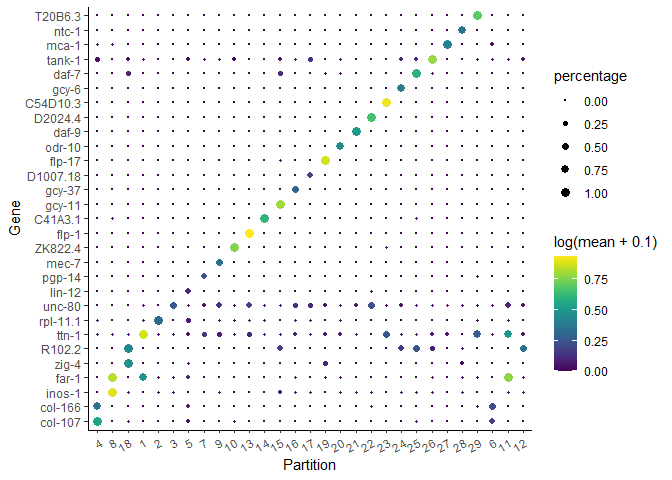 T20B6.3
ntc-1
mca-1
tank-1
daf-7
gcy-6
C54D10.3
D2024.4
daf-9
odr-10
flp-17
D1007.18
gcy-37
gcy-11
C41A3.1
flp-1
ZK822.4
mec-7
pgp-14
lin-12
unc-80
rpl-11.1
ttn-1
R102.2
zig-4
far-1
inos-1
col-166
col-107
Gene
4 8 18 1 2 3 5 7 9 10 13 14 15 16 17 19 20 21 22 23 24 25 26 27 28 29 6 11 12
Partition
percentage
0.00
0.25
0.50
0.75
1.00
log(mean + 0.1)
0.75
0.50
0.25
0.00